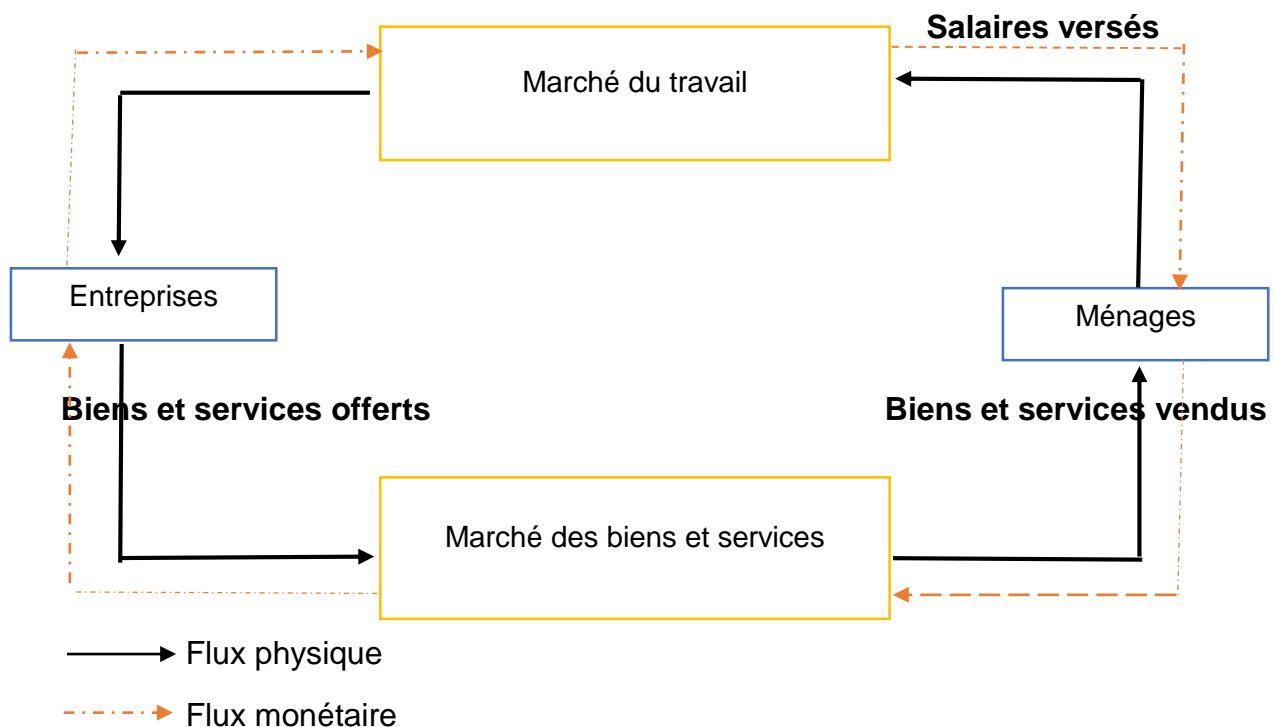 Salaires versés
Marché du travail
Entreprises
Ménages
Biens et services offerts
Biens et services vendus
Marché des biens et services
Flux physique
Flux monétaire